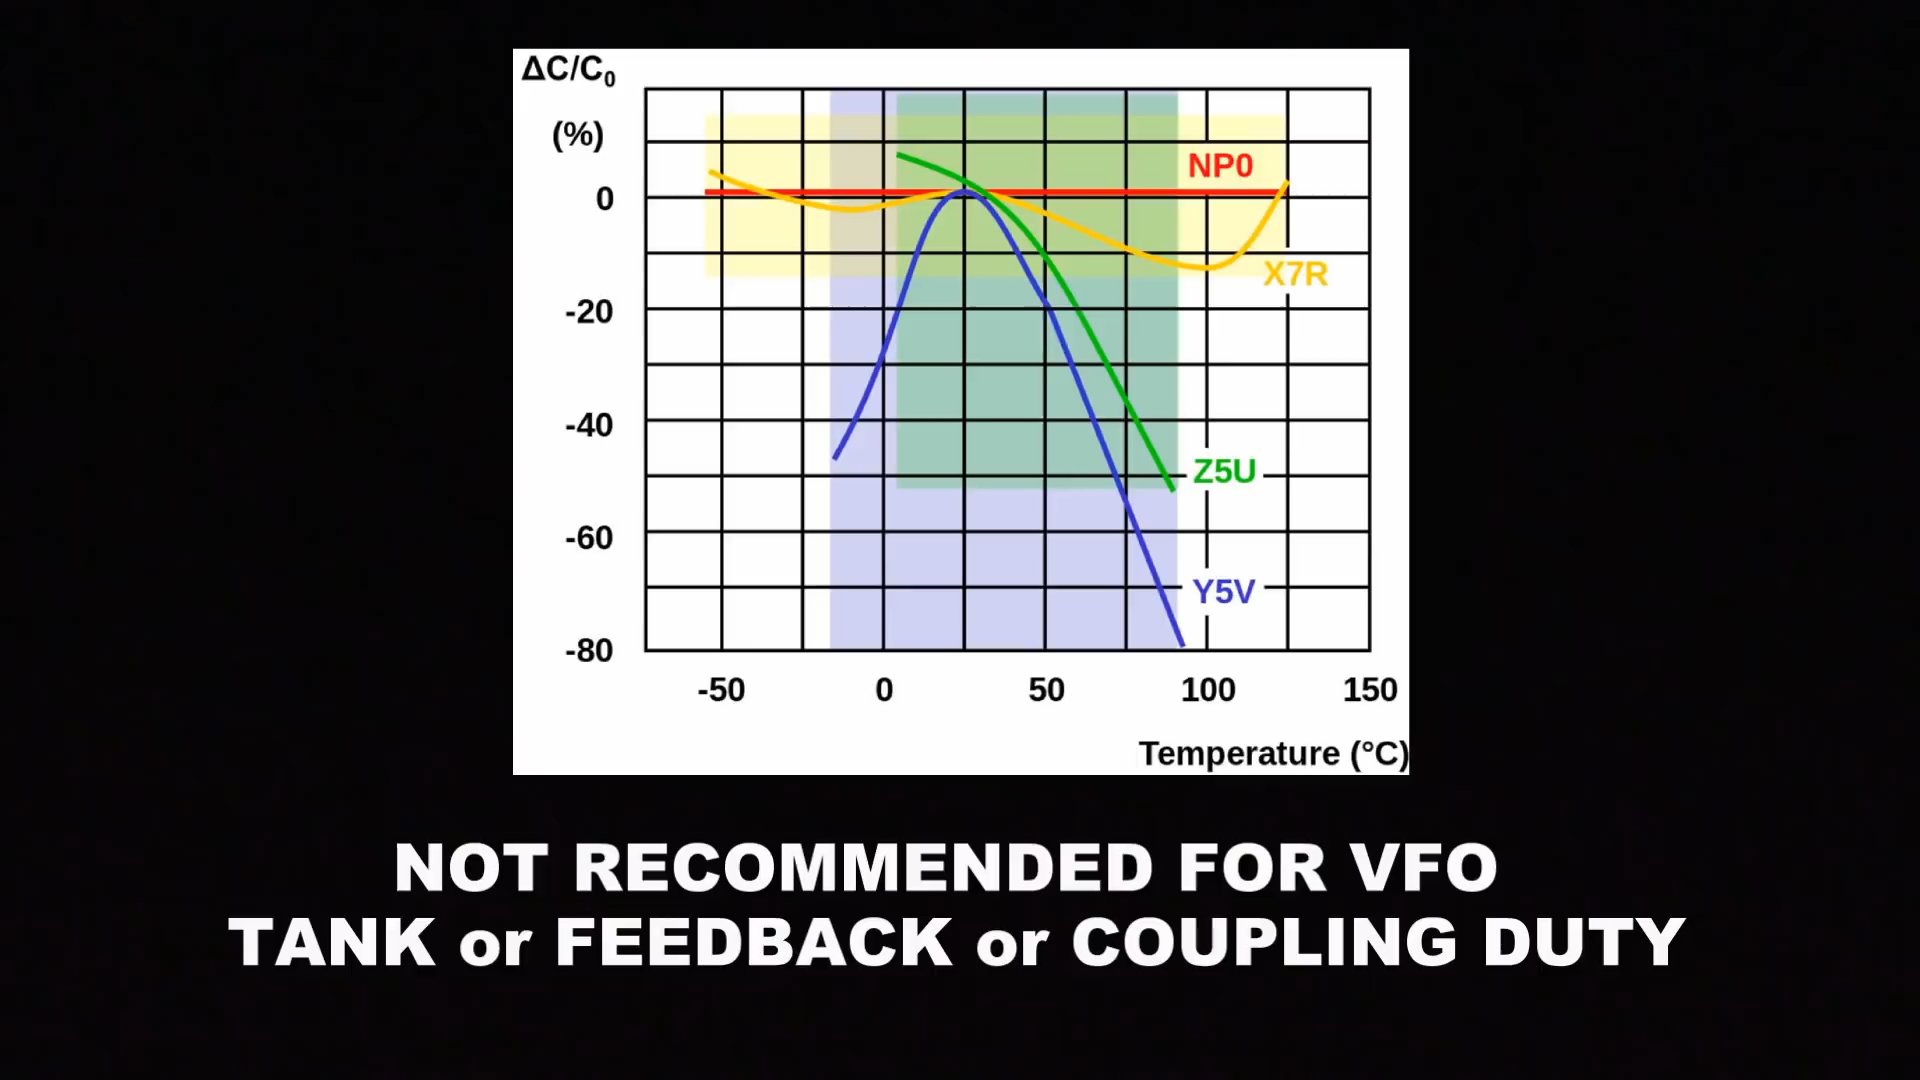 ΔC/C₀
(%)
NP0
0
X7R
-20
-40
Z5U
-60
Y5V
-80
-50 0 50 100 150
Temperature (°C)
NOT RECOMMENDED FOR VFO
TANK or FEEDBACK or COUPLING DUTY